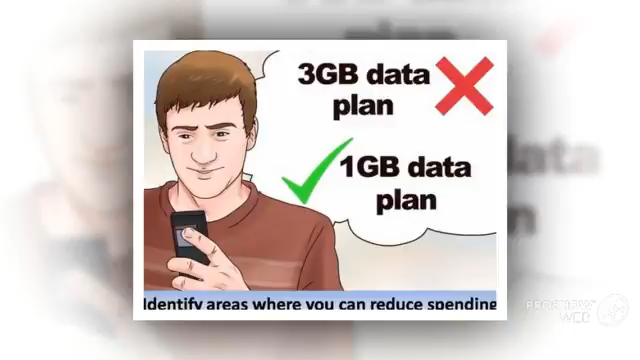 3GB data
plan
1GB data
plan
Identify areas where you can reduce spending